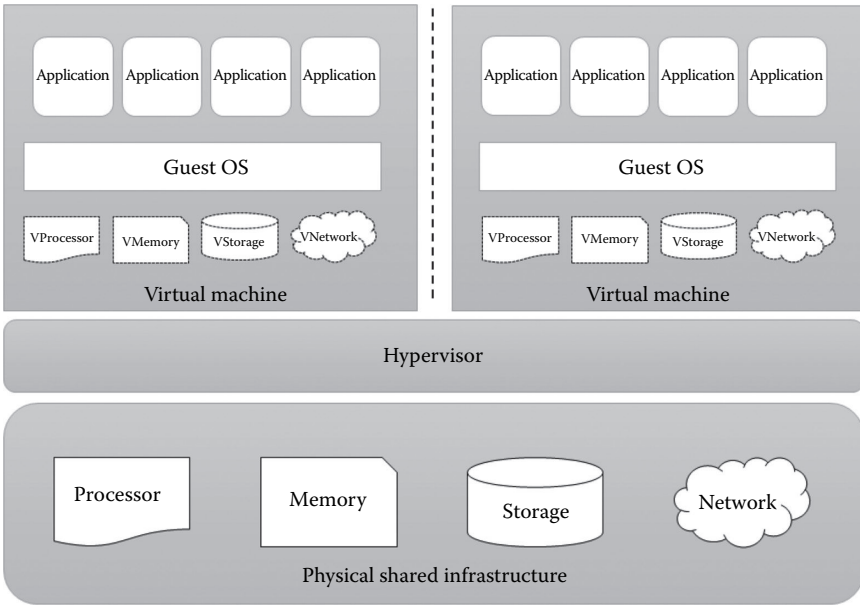 Application Application Application Application
Guest OS
VProcessor VMemory VStorage VNetwork
Virtual machine
Application Application Application Application
Guest OS
VProcessor VMemory VStorage VNetwork
Virtual machine
Hypervisor
Processor Memory Storage Network
Physical shared infrastructure